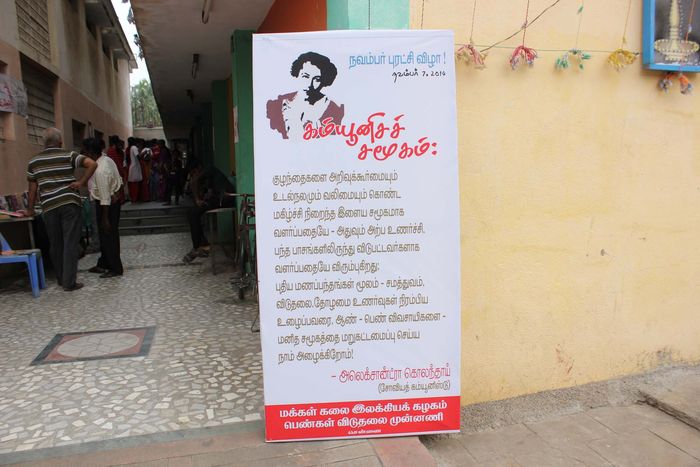 நவம்பர் புரட்சி விழா !
நவம்பர் 7, 2014
கம்யூனிசச்
சமூகம்:
குழந்தைகளை அறிவுக்கூர்மையும்
உடல்நலமும் வலிமையும் கொண்ட
மகிழ்ச்சி நிறைந்த இளைய சமூகமாக
வளர்ப்பதையே - அதுவும் அற்ப உணர்ச்சி,
பந்த பாசங்களிலிருந்து விடுபட்டவர்களாக
வளர்ப்பதையே விரும்புகிறது;
புதிய மணப்பந்தங்கள் மூலம் - சமத்துவம்,
விடுதலை,தோழமை உணர்வுகள் நிரம்பிய
உழைப்பவரை, ஆண் - பெண் விவசாயிகளை -
மனித சமூகத்தை மறுகட்டமைப்பு செய்ய
நாம் அழைக்கிறோம்!
- அலெக்சாண்ட்ரா கொலந்தாய்
(சோவியத் கம்யூனிஸ்டு)
மக்கள் கலை இலக்கியக் கழகம்
பெண்கள் விடுதலை முன்னணி
சென்னை